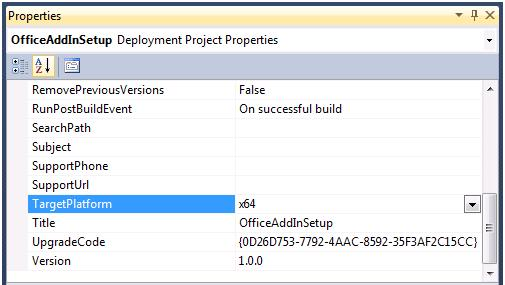 Properties
OfficeAddInSetup Deployment Project Properties
RemovePreviousVersions False
RunPostBuildEvent On successful build
SearchPath
Subject
SupportPhone
SupportUrl
TargetPlatform x64
Title OfficeAddInSetup
UpgradeCode {0D26D753-7792-4AAC-8592-35F3AF2C15CC}
Version 1.0.0